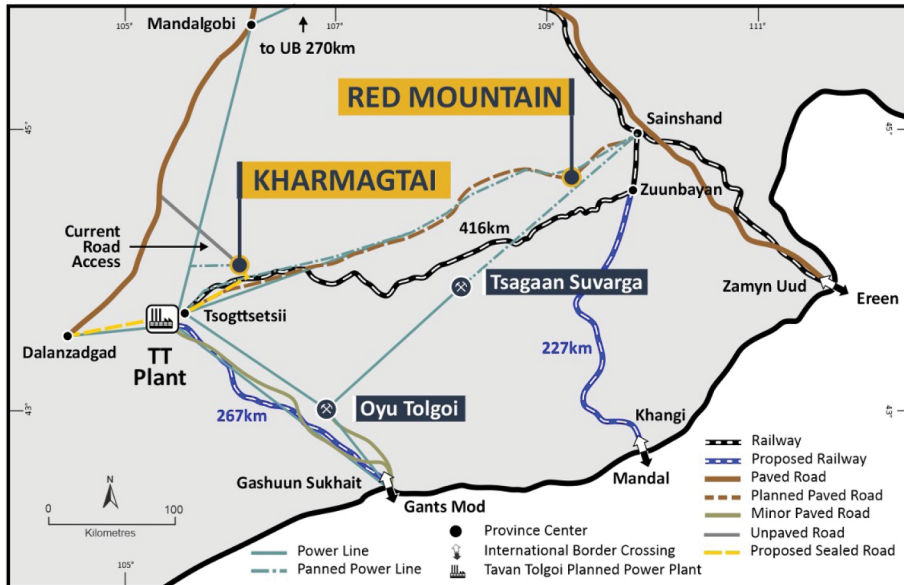 105°
107°
109°
111°
Mandalgobi
to UB 270km
RED MOUNTAIN
Sainshand
45°
45°
KHARMAGTAI
Zuunbayan
416km
Current
Road
Access
Tsagaan Suvarga
Zamyn Uud
Ereen
Tsogttsetsii
Dalanzadgad
TT
Plant
227km
267km
Oyu Tolgoi
43°
43°
Khangi
Mandal
Gashuun Sukhait
Gants Mod
N
0
100
Kilometres
105°
Power Line
Panned Power Line
Province Center
International Border Crossing
Tavan Tolgoi Planned Power Plant
Railway
Proposed Railway
Paved Road
Planned Paved Road
Minor Paved Road
Unpaved Road
Proposed Sealed Road